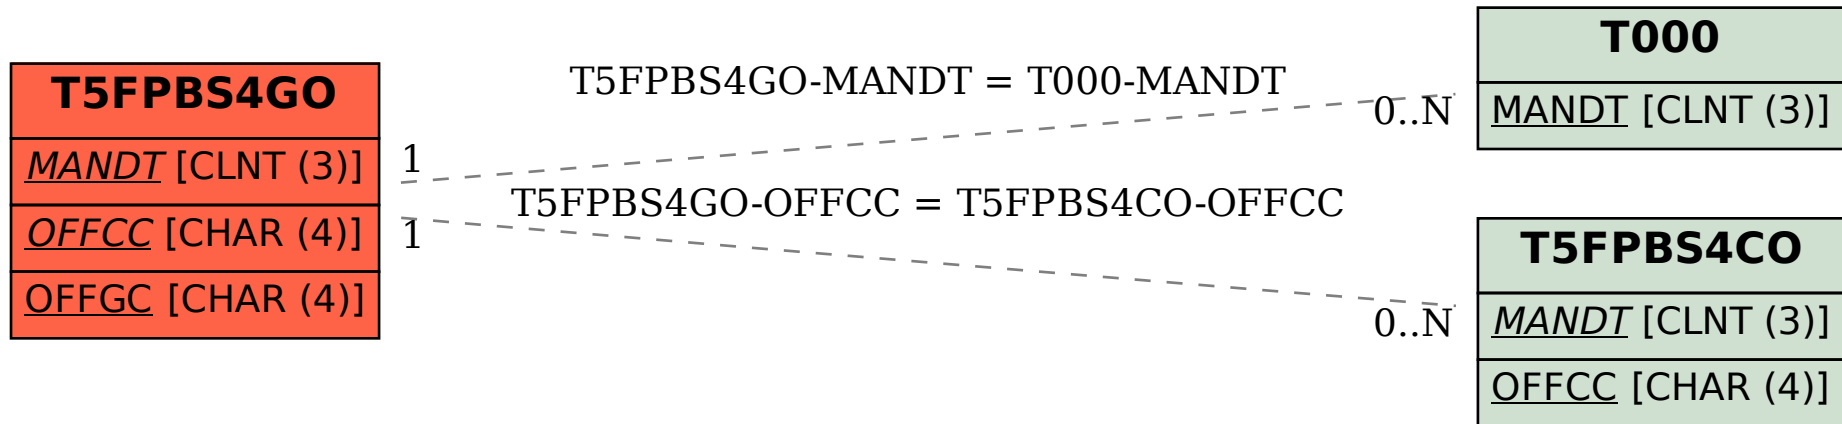 T5FPBS4GO
MANDT [CLNT (3)]
OFFCC [CHAR (4)]
OFFGC [CHAR (4)]
T5FPBS4GO-MANDT = T000-MANDT
1
0..N
T5FPBS4GO-OFFCC = T5FPBS4CO-OFFCC
1
0..N
T000
MANDT [CLNT (3)]
T5FPBS4CO
MANDT [CLNT (3)]
OFFCC [CHAR (4)]